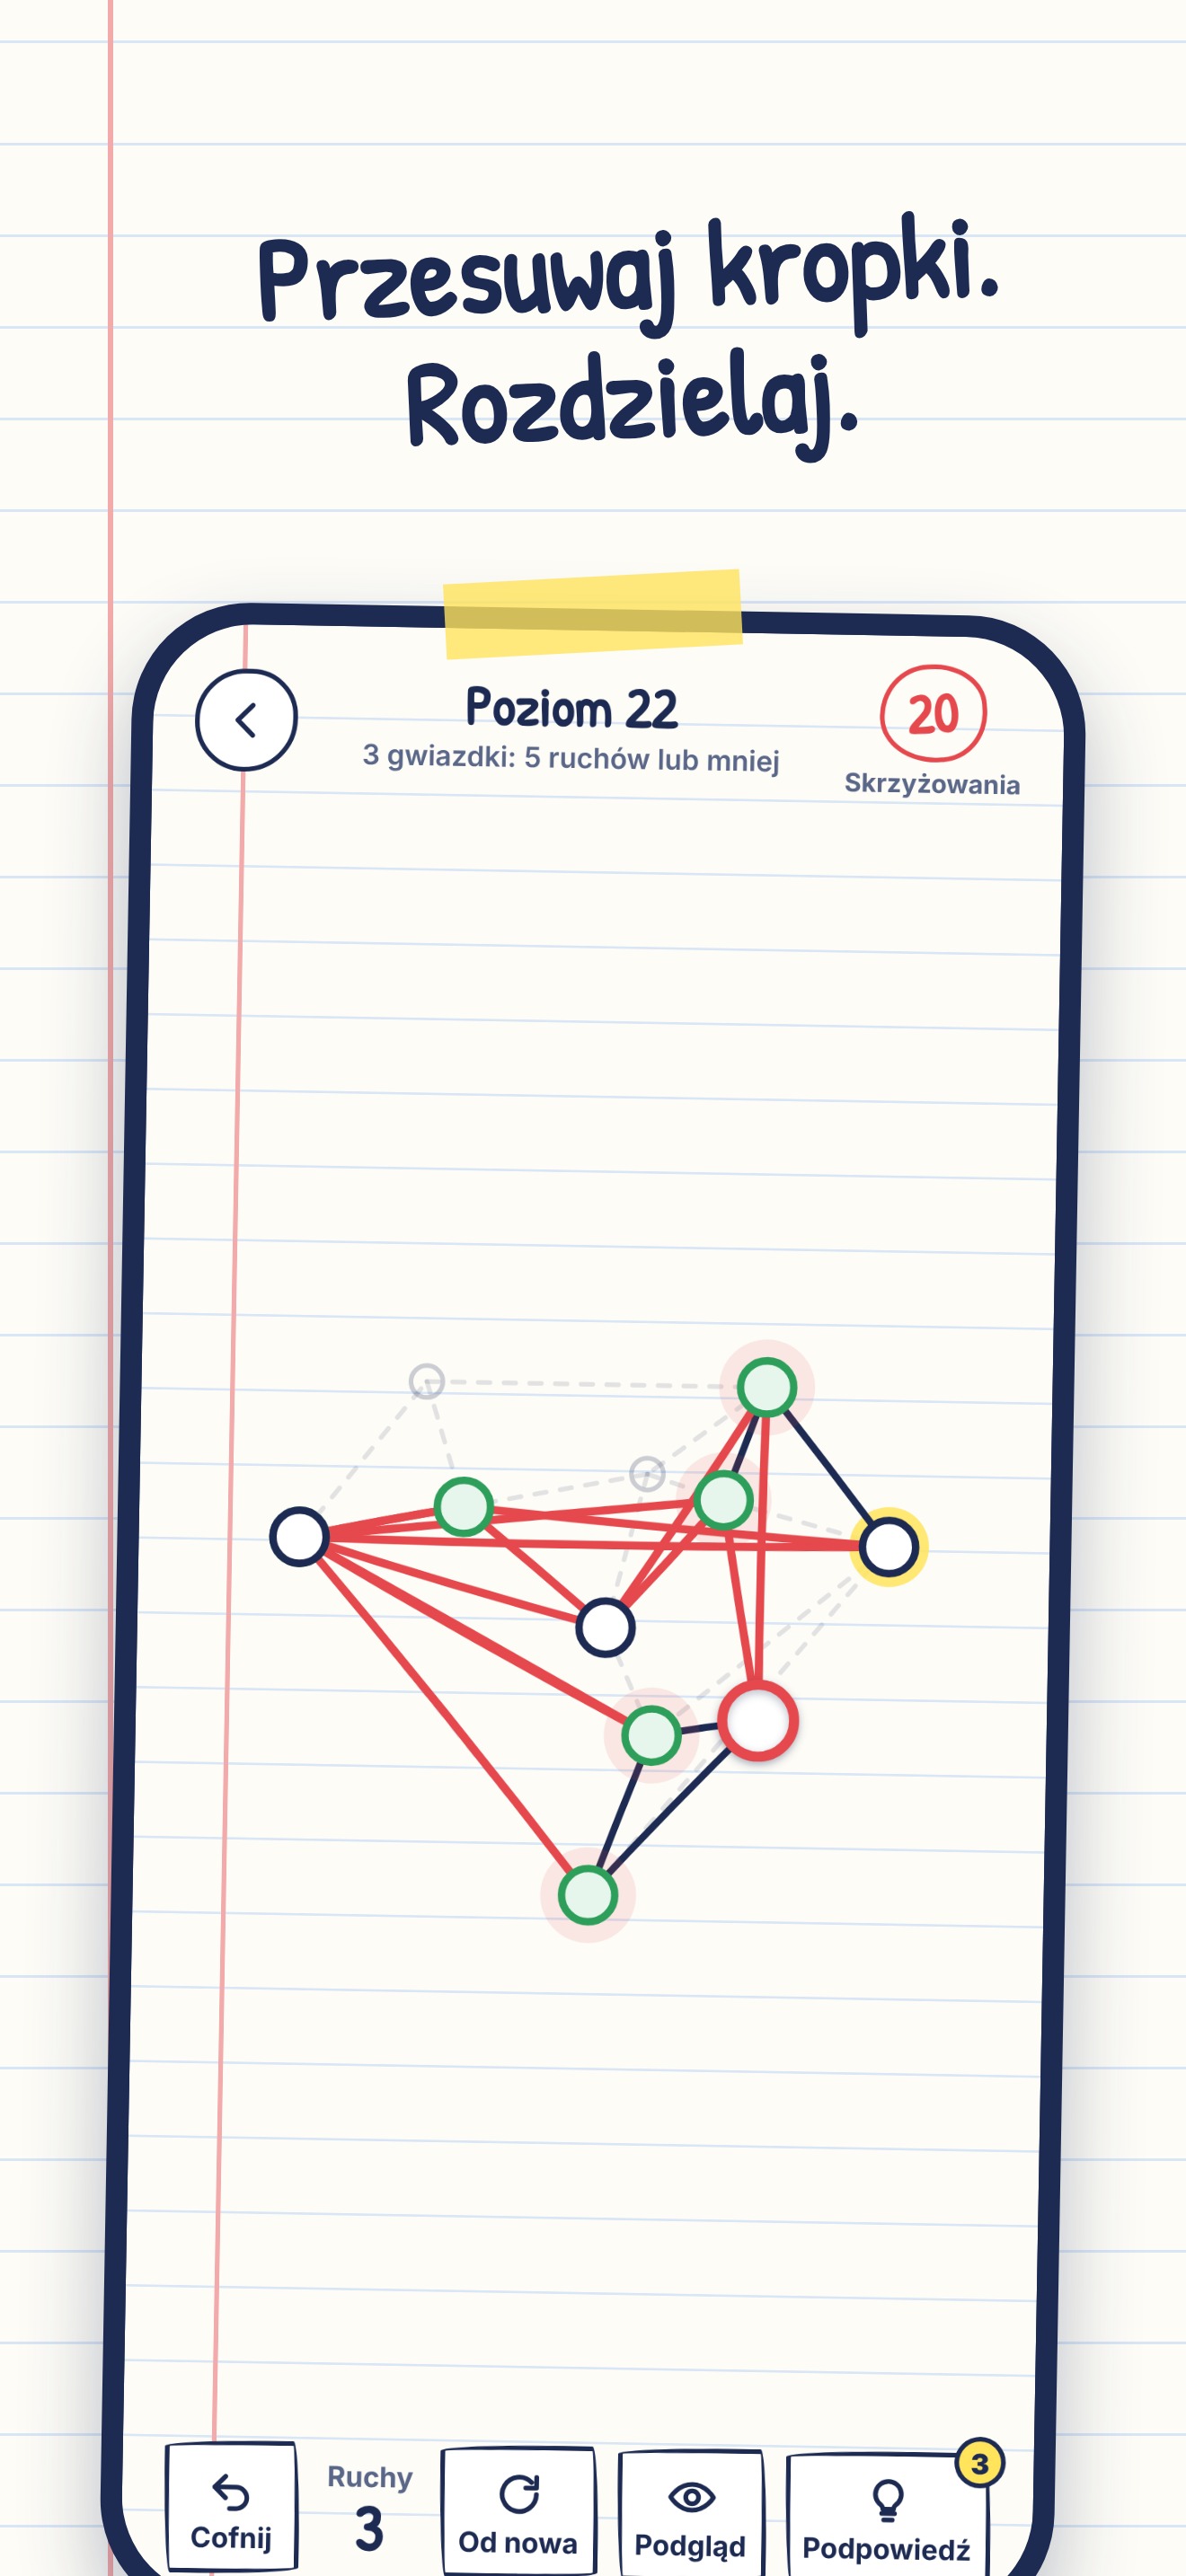 Przesuwaj kropki.
Rozdzielaj.
Poziom 22
3 gwiazdki: 5 ruchów lub mniej
20
Skrzyżowania
Cofnij
Ruchy
3
Od nowa
Podgląd
3
Podpowiedź